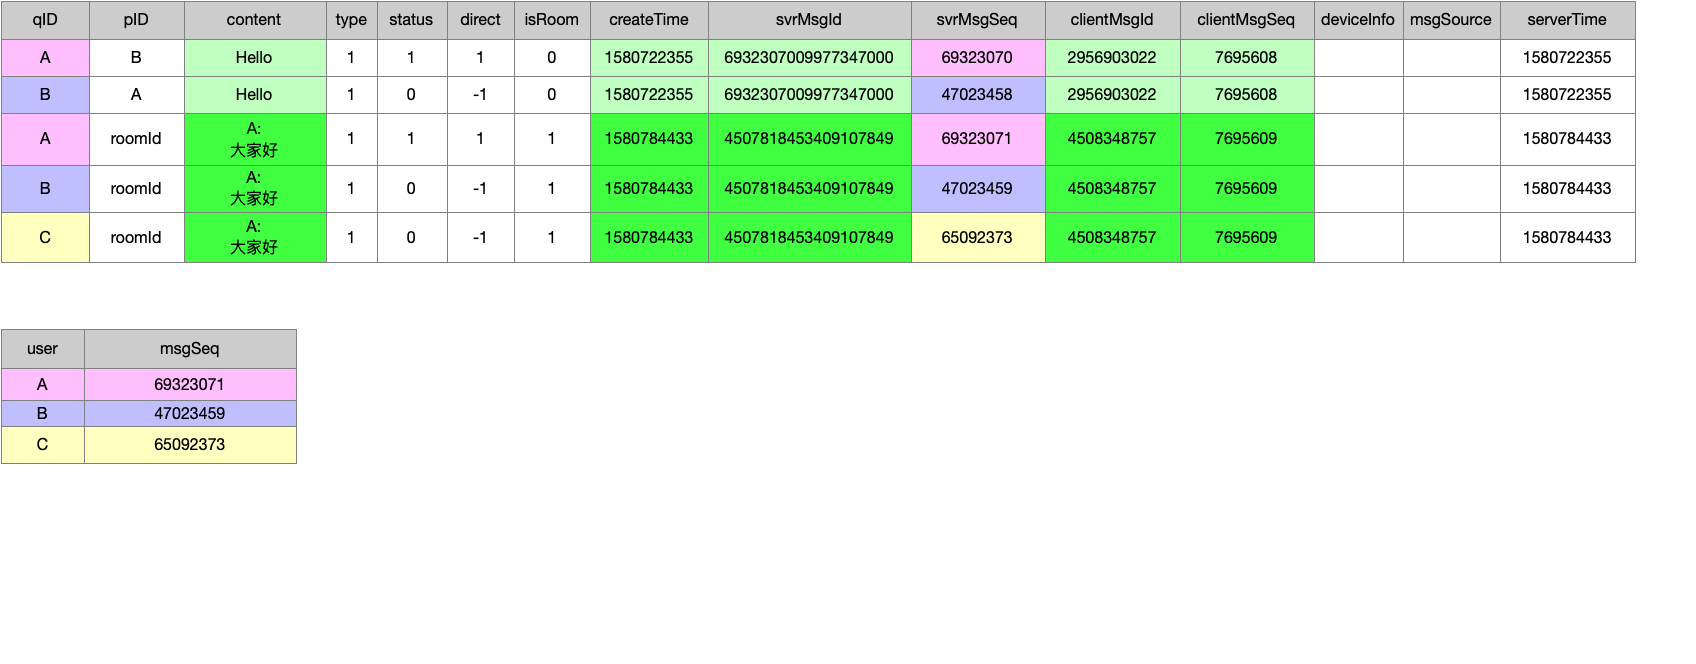 qID pID content type status direct isRoom createTime svrMsgId svrMsgSeq clientMsgId clientMsgSeq deviceInfo msgSource serverTime
A B Hello 1 1 1 0 1580722355 6932307009977347000 69323070 2956903022 7695608 1580722355
B A Hello 1 0 -1 0 1580722355 6932307009977347000 47023458 2956903022 7695608 1580722355
A roomId A: 1 1 1 1 1580784433 4507818453409107849 69323071 4508348757 7695609 1580784433
大家好
B roomId A: 1 0 -1 1 1580784433 4507818453409107849 47023459 4508348757 7695609 1580784433
大家好
C roomId A: 1 0 -1 1 1580784433 4507818453409107849 65092373 4508348757 7695609 1580784433
大家好
user msgSeq
A 69323071
B 47023459
C 65092373